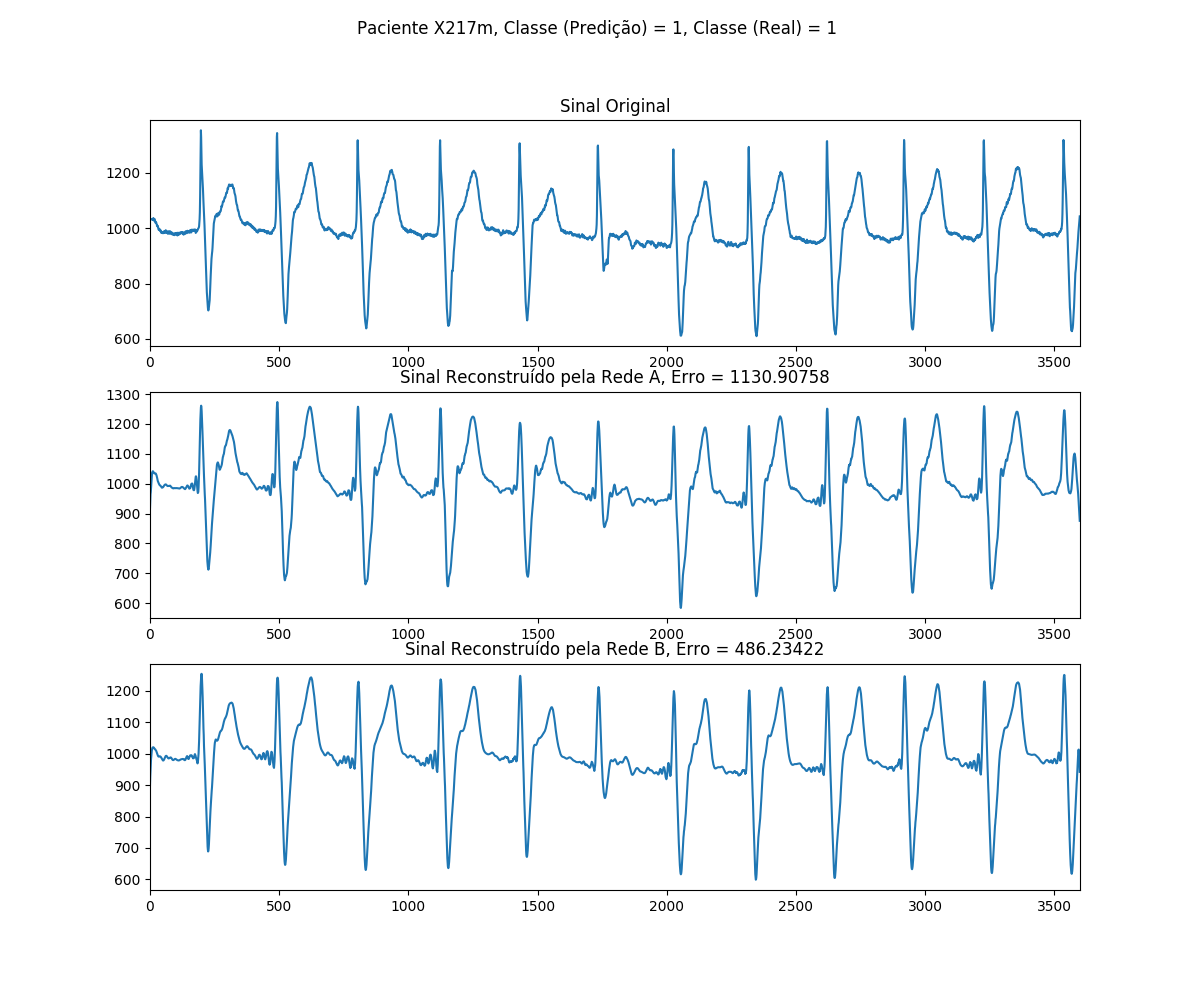 Paciente X217m, Classe (Predição) = 1, Classe (Real) = 1
Sinal Original
1200
1000
800
600
0 500 1000 1500 2000 2500 3000 3500
Sinal Reconstruído pela Rede A, Erro = 1130.90758
1300
1200
1100
1000
900
800
700
600
0 500 1000 1500 2000 2500 3000 3500
Sinal Reconstruído pela Rede B, Erro = 486.23422
1200
1100
1000
900
800
700
600
0 500 1000 1500 2000 2500 3000 3500